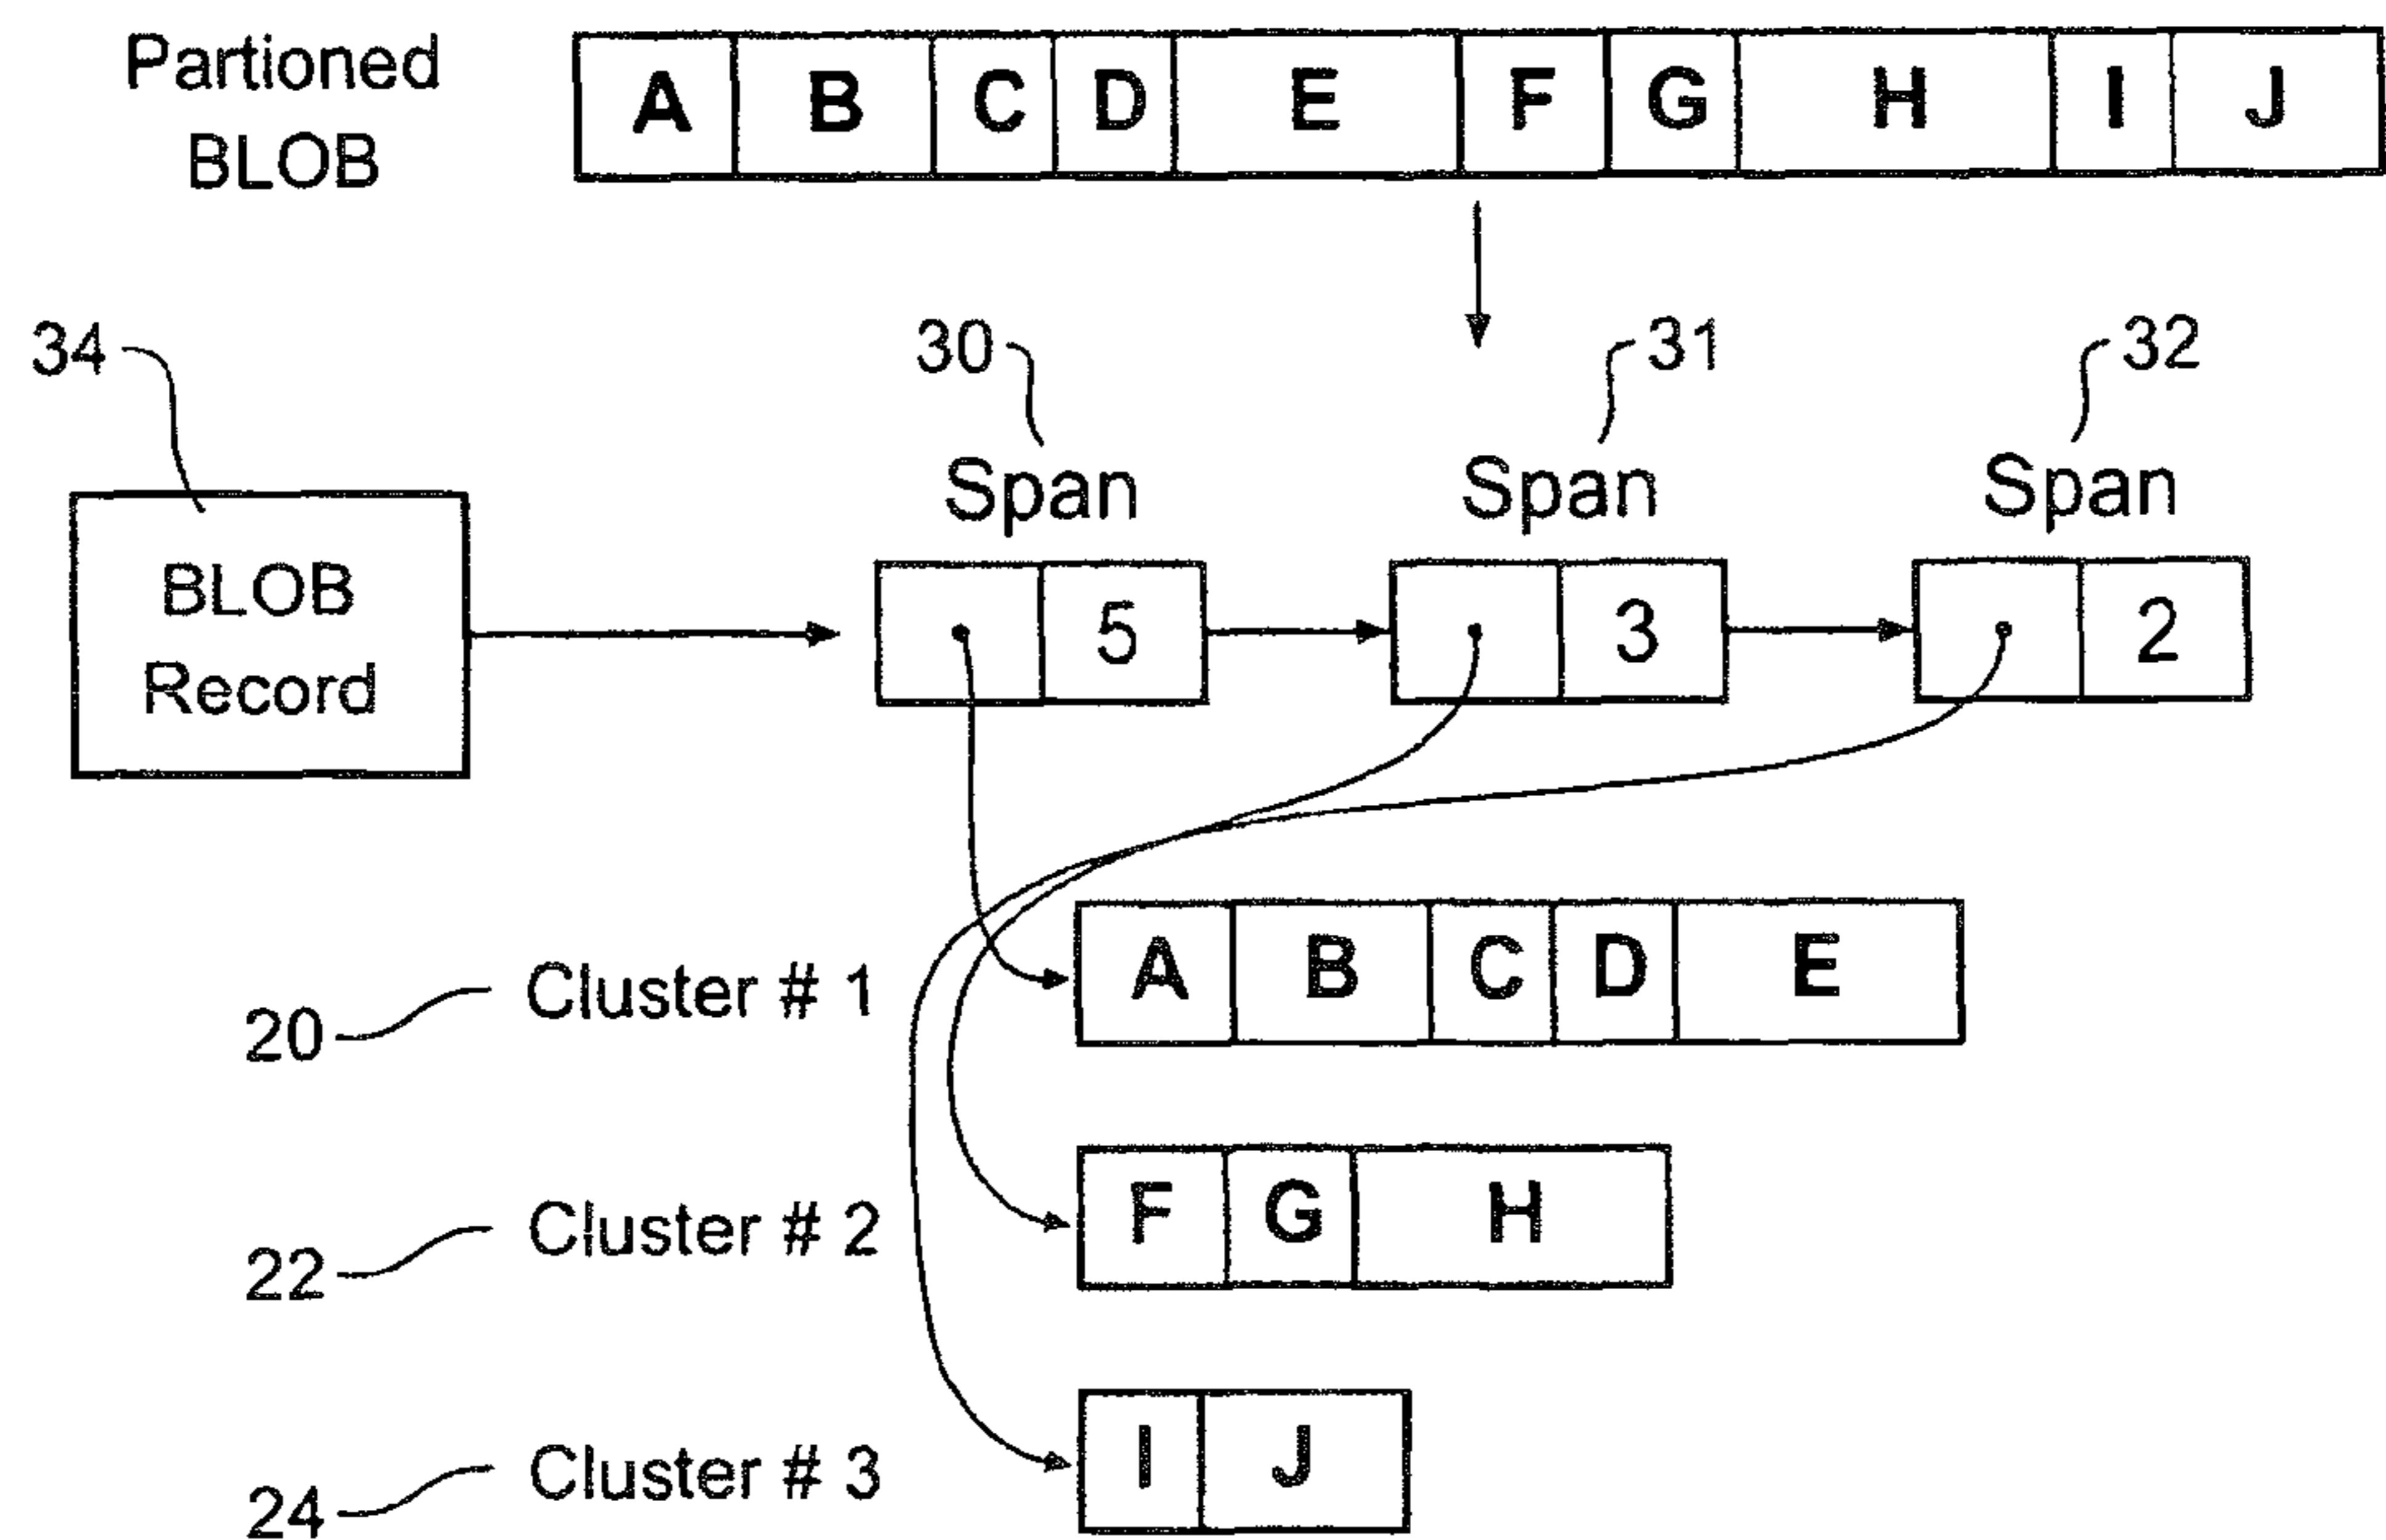 Partioned
BLOB
A B C D E F G H I J
34
30
31
32
Span
Span
Span
BLOB
Record
5
3
2
Cluster # 1
20
A B C D E
Cluster # 2
22
F G H
Cluster # 3
24
I J